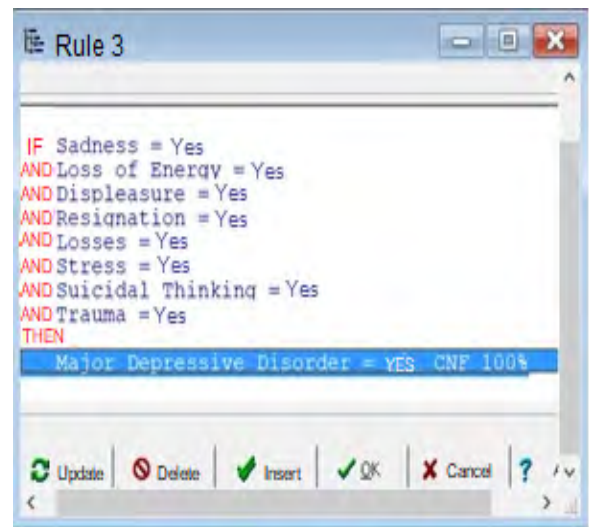 Rule 3
IF Sadness = Yes
AND Loss of Energy = Yes
AND Displeasure = Yes
AND Resignation = Yes
AND Losses = Yes
AND Stress = Yes
AND Suicidal Thinking = Yes
AND Trauma = Yes
THEN
Major Depressive Disorder = YES CNF 100%
Update Delete Insert OK Cancel ? A